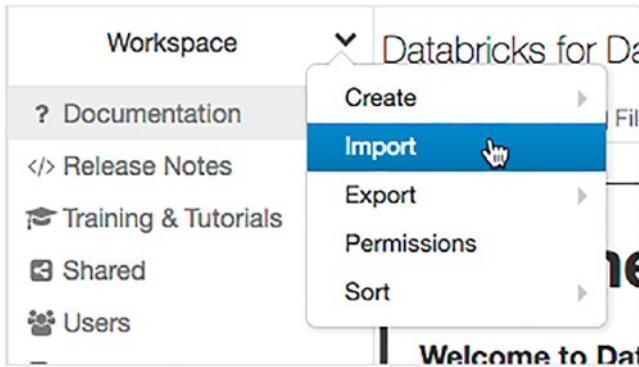 Workspace
Databricks for Da
? Documentation
</> Release Notes
Training & Tutorials
Shared
Users
Create
Import
Export
Permissions
Sort
Fil
Welcome to Dat